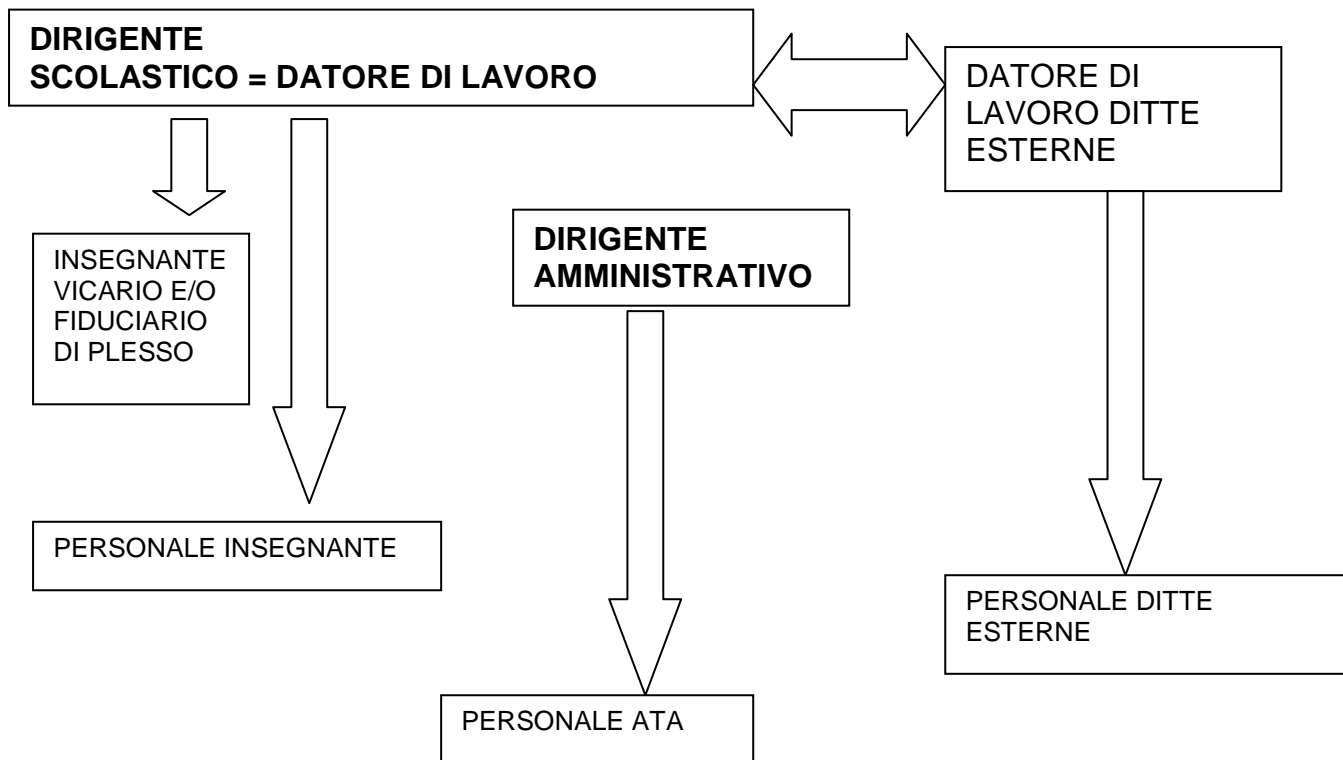 DIRIGENTE
SCOLASTICO = DATORE DI LAVORO
DATORE DI
LAVORO DITTE
ESTERNE
INSEGNANTE
VICARIO E/O
FIDUCIARIO
DI PLESSO
DIRIGENTE
AMMINISTRATIVO
PERSONALE INSEGNANTE
PERSONALE DITTE
ESTERNE
PERSONALE ATA